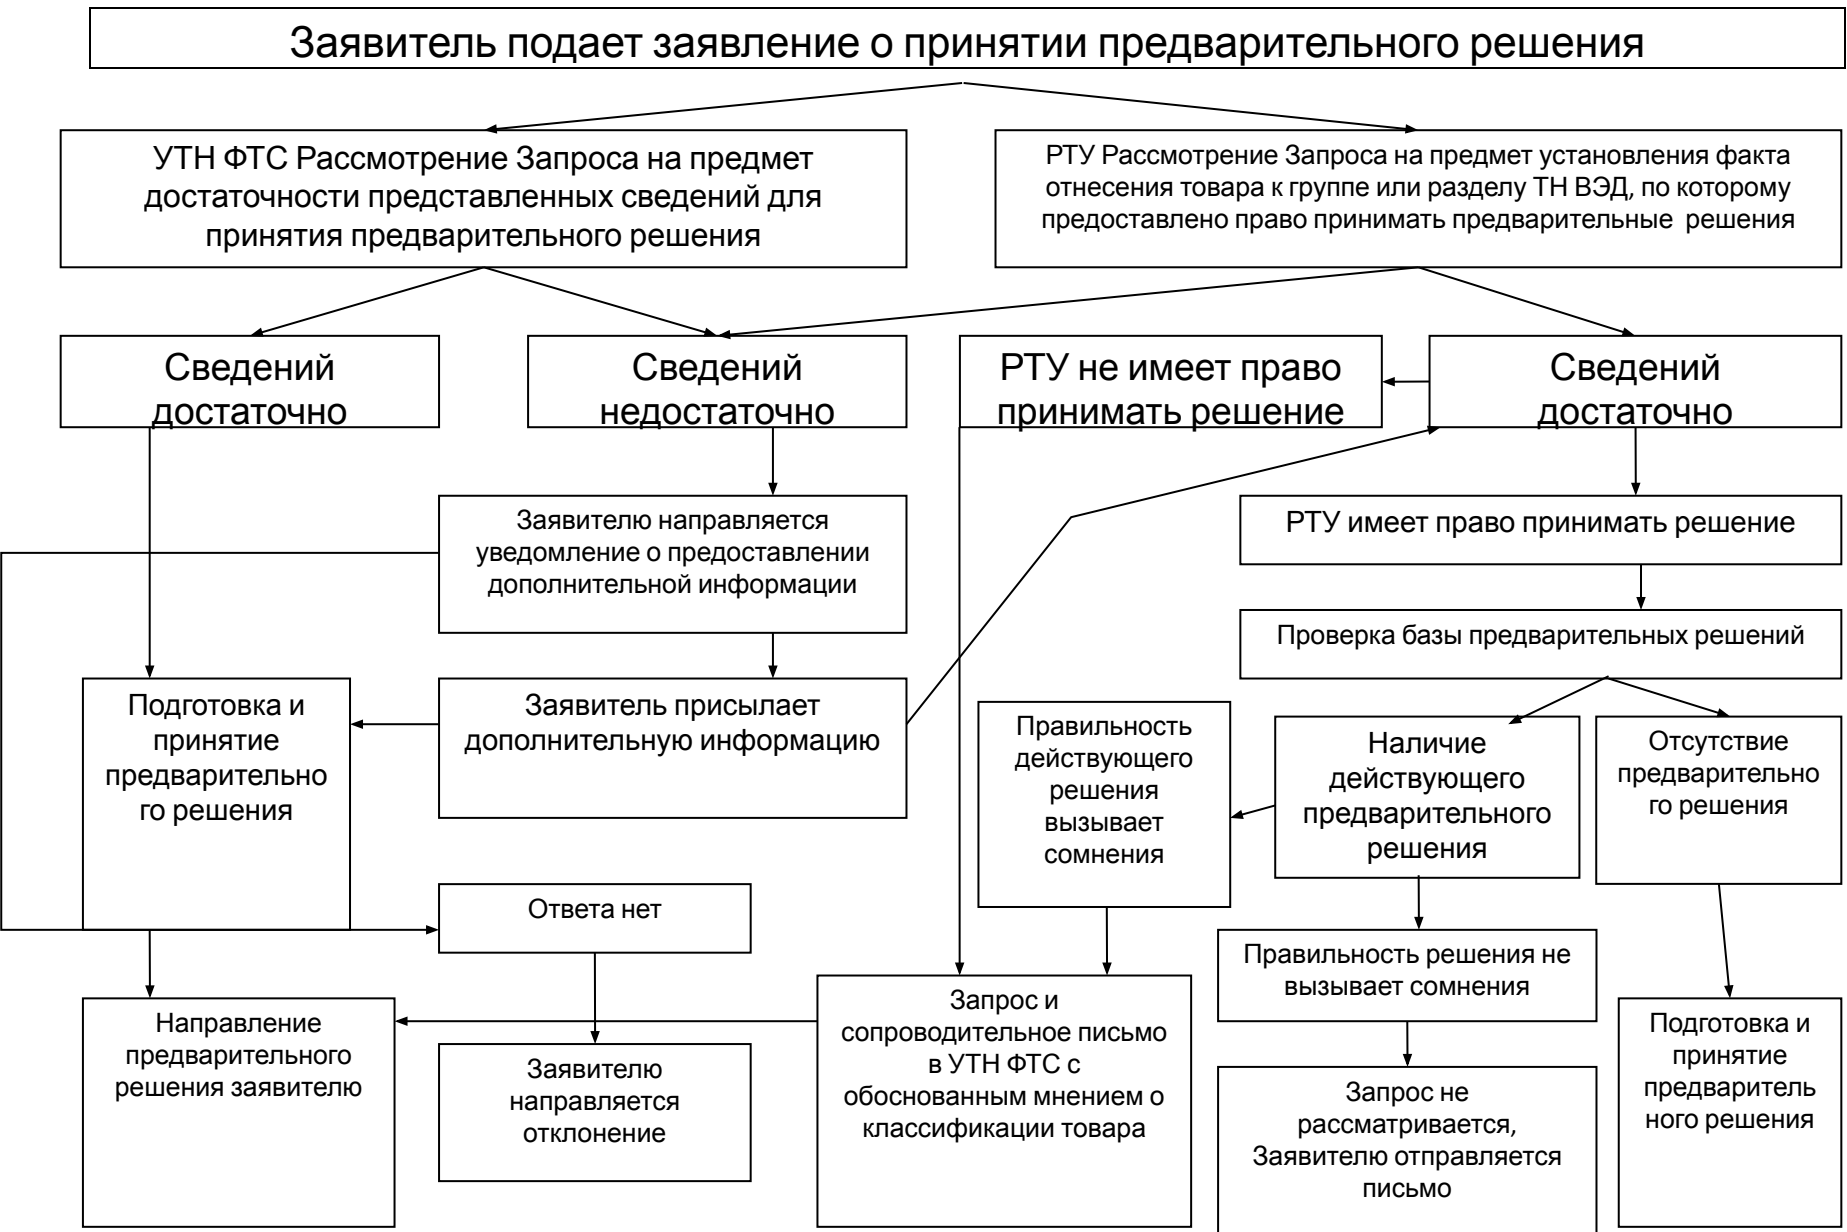 Заявитель подает заявление о принятии предварительного решения
УТН ФТС Рассмотрение Запроса на предмет
достаточности представленных сведений для
принятия предварительного решения
РТУ Рассмотрение Запроса на предмет установления факта
отнесения товара к группе или разделу ТН ВЭД, по которому
предоставлено право принимать предварительные решения
Сведений
достаточно
Сведений
недостаточно
РТУ не имеет право
принимать решение
Сведений
достаточно
Заявителю направляется
уведомление о предоставлении
дополнительной информации
РТУ имеет право принимать решение
Проверка базы предварительных решений
Подготовка и
принятие
предварительно
го решения
Заявитель присылает
дополнительную информацию
Правильность
действующего
решения
вызывает
сомнения
Наличие
действующего
предварительного
решения
Отсутствие
предварительно
го решения
Ответа нет
Правильность решения не
вызывает сомнения
Направление
предварительного
решения заявителю
Заявителю
направляется
отклонение
Запрос и
сопроводительное письмо
в УТН ФТС с
обоснованным мнением о
классификации товара
Запрос не
рассматривается,
Заявителю отправляется
письмо
Подготовка и
принятие
предваритель
ного решения